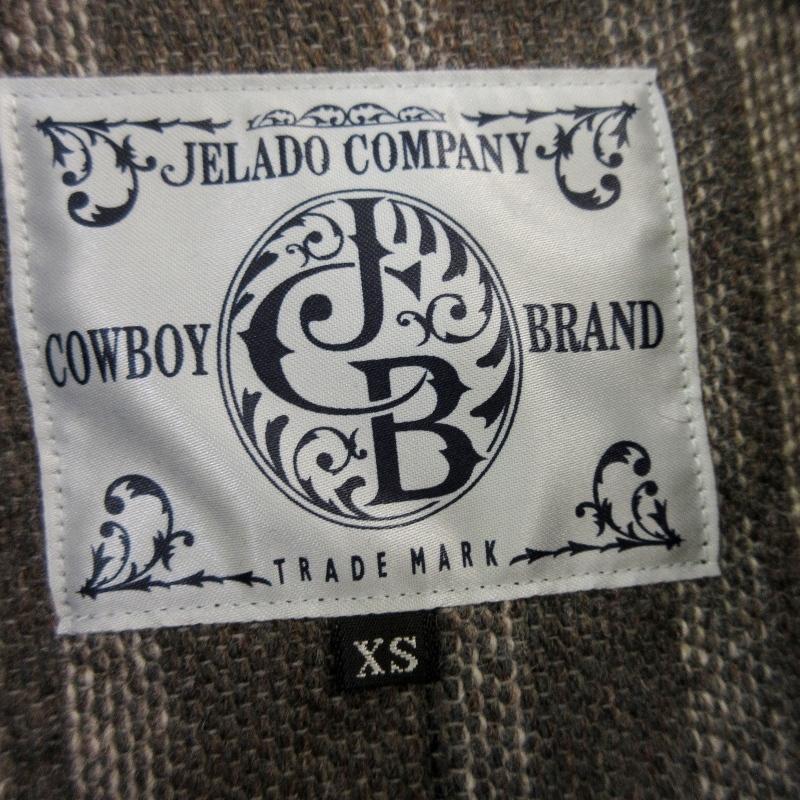 JELADO COMPANY
COWBOY JCB BRAND
TRADE MARK
XS